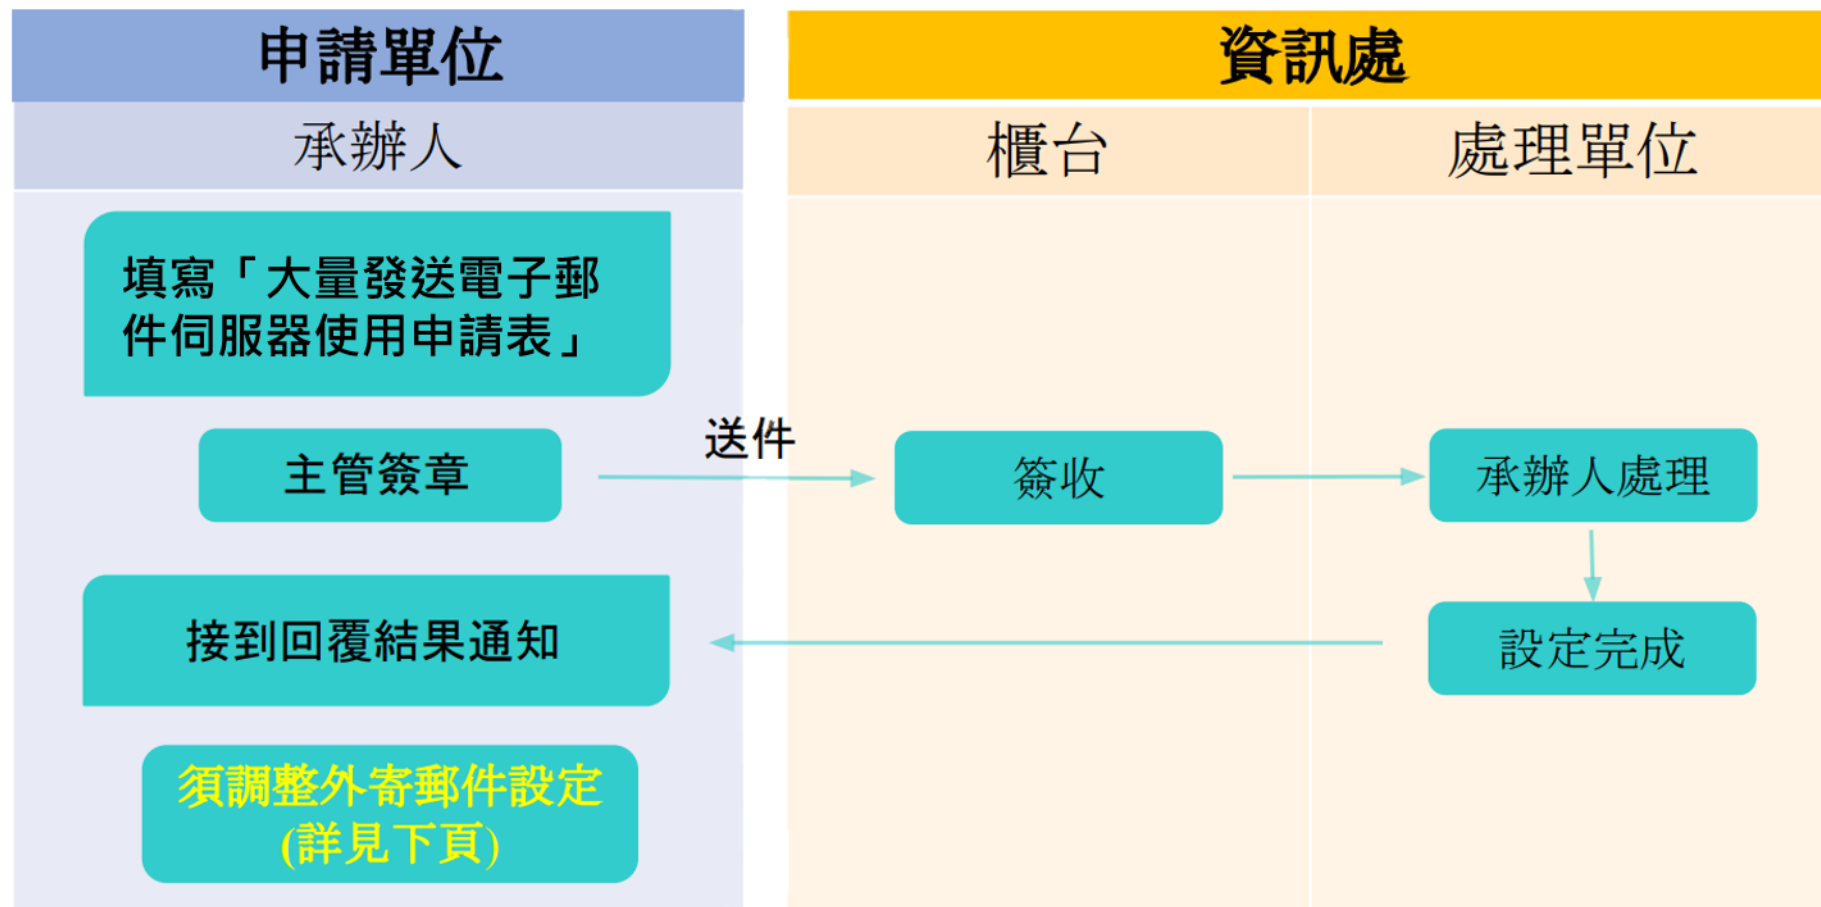 申請單位
資訊處
承辦人
櫃台
處理單位
填寫「大量發送電子郵
件伺服器使用申請表」
送件
主管簽章
簽收
承辦人處理
接到回覆結果通知
設定完成
須調整外寄郵件設定
(詳見下頁)